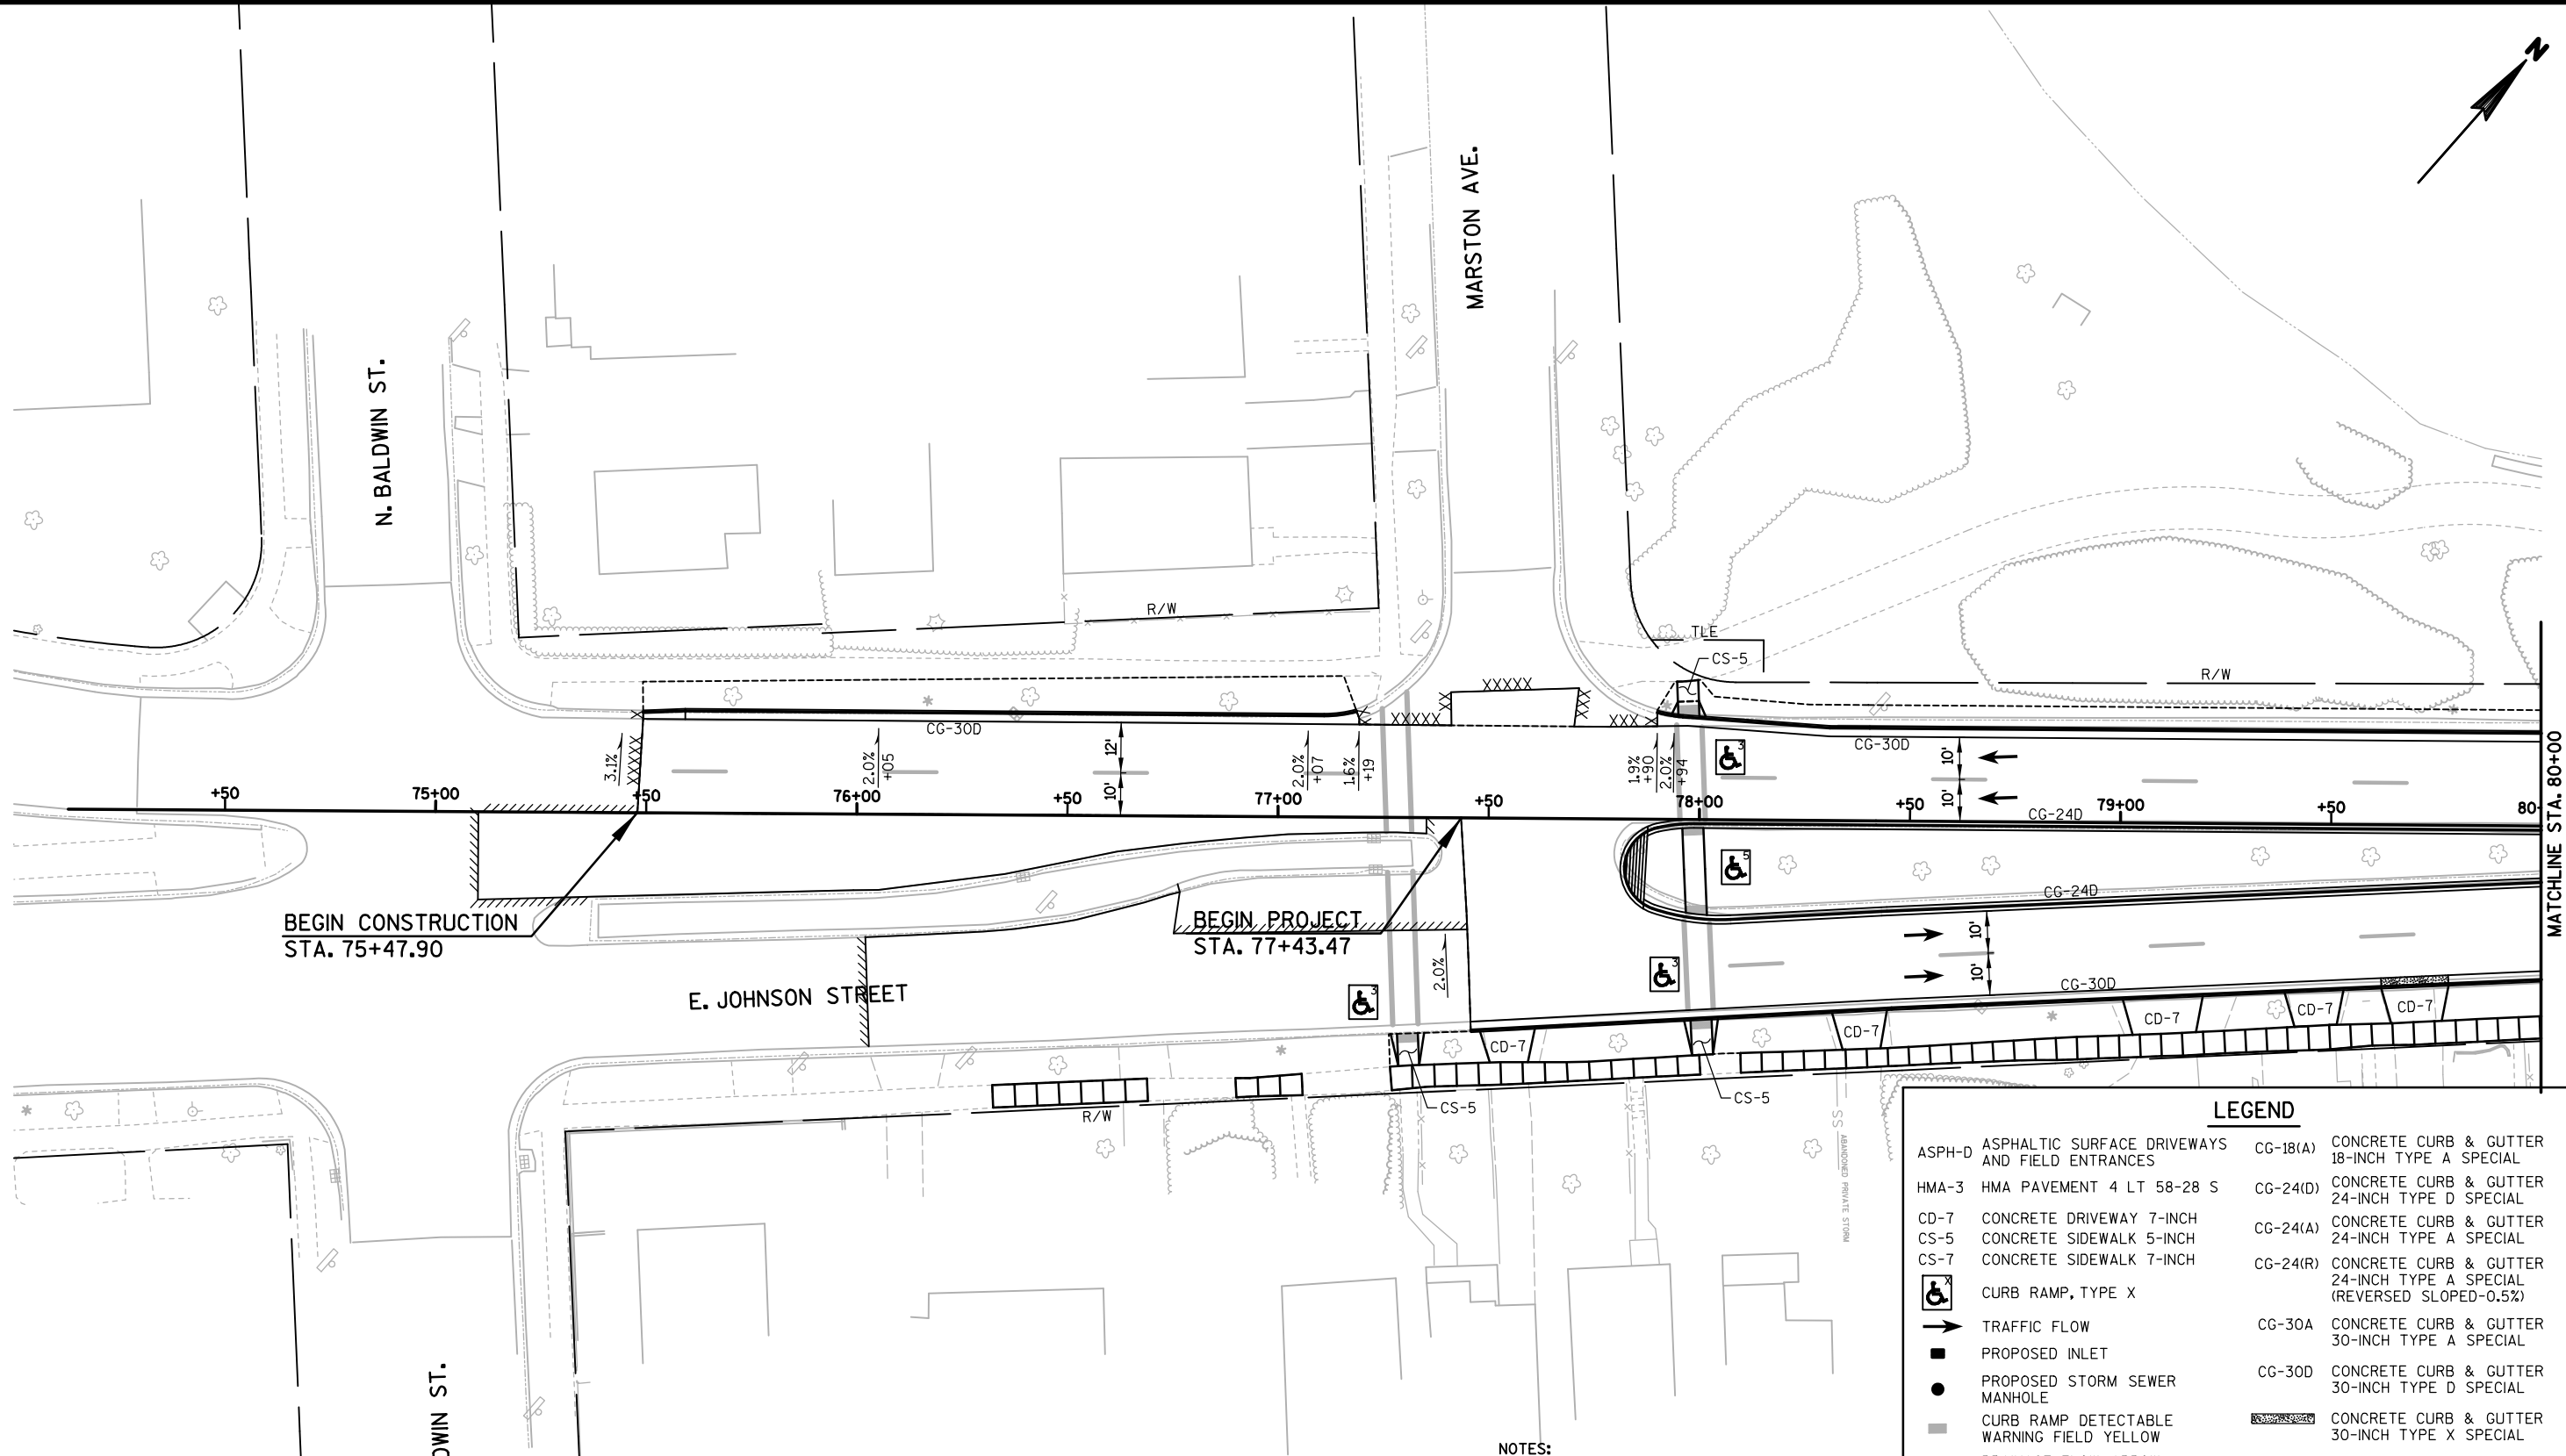 N
MARSTON AVE.
N. BALDWIN ST.
R/W
TLE
CS-5
R/W
CG-30D
CG-30D
3.1%
2.0%
+05
12'
10'
2.0%
+07
1.6%
+19
1.9%
+90
2.0%
+94
3
10'
10'
+50
75+00
+50
76+00
+50
77+00
+50
78+00
+50
79+00
+50
80+
CG-24D
MATCHLINE STA. 80+00
5
CG-24D
BEGIN CONSTRUCTION
STA. 75+47.90
BEGIN PROJECT
STA. 77+43.47
2.0%
10'
10'
3
3
E. JOHNSON STREET
CG-30D
CD-7
CD-7
CD-7
CD-7
CD-7
CS-5
CS-5
R/W
SS
ABANDONED PRIVATE STORM
DWIN ST.
NOTES:
LEGEND
ASPH-D ASPHALTIC SURFACE DRIVEWAYS
AND FIELD ENTRANCES
HMA-3 HMA PAVEMENT 4 LT 58-28 S
CD-7 CONCRETE DRIVEWAY 7-INCH
CS-5 CONCRETE SIDEWALK 5-INCH
CS-7 CONCRETE SIDEWALK 7-INCH
X CURB RAMP, TYPE X
TRAFFIC FLOW
PROPOSED INLET
PROPOSED STORM SEWER
MANHOLE
CURB RAMP DETECTABLE
WARNING FIELD YELLOW
CG-18(A) CONCRETE CURB & GUTTER
18-INCH TYPE A SPECIAL
CG-24(D) CONCRETE CURB & GUTTER
24-INCH TYPE D SPECIAL
CG-24(A) CONCRETE CURB & GUTTER
24-INCH TYPE A SPECIAL
CG-24(R) CONCRETE CURB & GUTTER
24-INCH TYPE A SPECIAL
(REVERSED SLOPED-0.5%)
CG-30A CONCRETE CURB & GUTTER
30-INCH TYPE A SPECIAL
CG-30D CONCRETE CURB & GUTTER
30-INCH TYPE D SPECIAL
CONCRETE CURB & GUTTER
30-INCH TYPE X SPECIAL